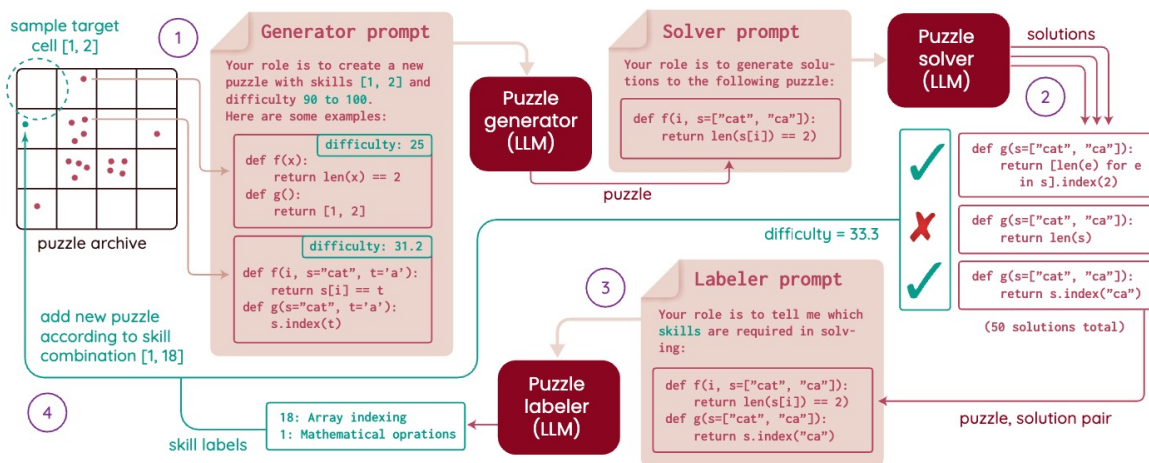 sample target
cell [1, 2]
1
puzzle archive
Generator prompt
Your role is to create a new
puzzle with skills [1, 2] and
difficulty 90 to 100.
Here are some examples:
difficulty: 25
def f(x):
return len(x) == 2
def g():
return [1, 2]
difficulty: 31.2
def f(i, s="cat", t='a'):
return s[i] == t
def g(s="cat", t='a'):
s.index(t)
Puzzle
generator
(LLM)
puzzle
Solver prompt
Your role is to generate solu-
tions to the following puzzle:
def f(i, s=["cat", "ca"]):
return len(s[i]) == 2)
Puzzle
solver
(LLM)
solutions
2
def g(s=["cat", "ca"]):
return [len(e) for e
in s].index(2)
def g(s=["cat", "ca"]):
return len(s)
def g(s=["cat", "ca"]):
return s.index("ca")
(50 solutions total)
difficulty = 33.3
puzzle, solution pair
3
Labeler prompt
Your role is to tell me which
skills are required in solv-
ing:
def f(i, s=["cat", "ca"]):
return len(s[i]) == 2)
def g(s=["cat", "ca"]):
return s.index("ca")
Puzzle
labeler
(LLM)
18: Array indexing
1: Mathematical oprations
skill labels
add new puzzle
according to skill
combination [1, 18]
4